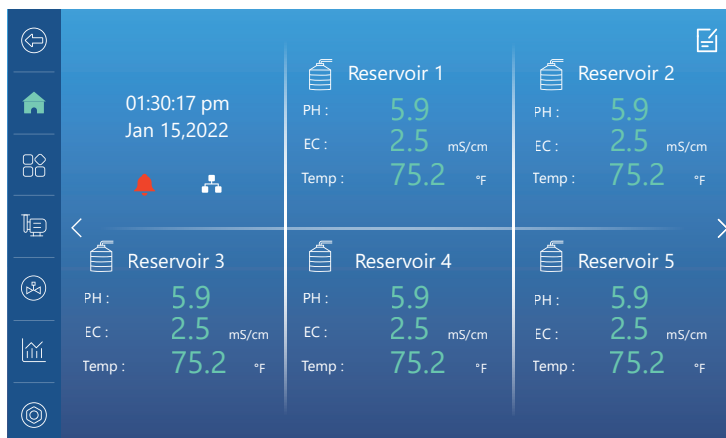 01:30:17 pm
Jan 15,2022
Reservoir 1
PH : 5.9
EC : 2.5 mS/cm
Temp : 75.2 °F
Reservoir 2
PH : 5.9
EC : 2.5 mS/cm
Temp : 75.2 °F
Reservoir 3
PH : 5.9
EC : 2.5 mS/cm
Temp : 75.2 °F
Reservoir 4
PH : 5.9
EC : 2.5 mS/cm
Temp : 75.2 °F
Reservoir 5
PH : 5.9
EC : 2.5 mS/cm
Temp : 75.2 °F